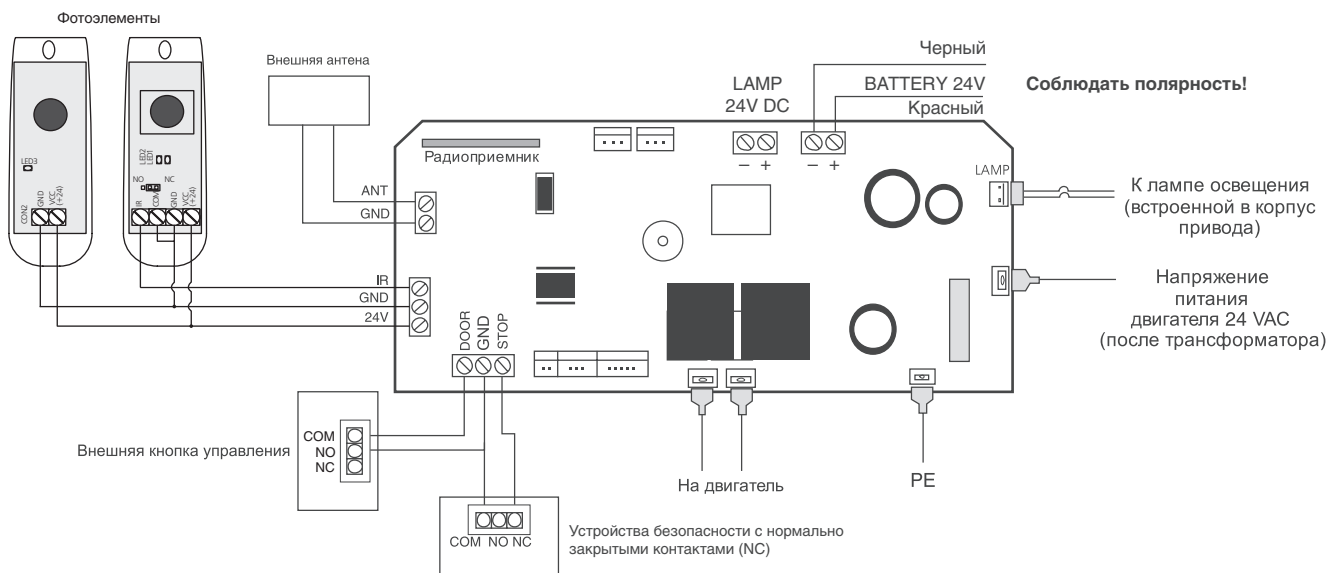 Фотоэлементы
Внешняя антена
Черный
LAMP
24V DC
BATTERY 24V
Соблюдать полярность!
Красный
Радиоприемник
– +
– +
LAMP
LED3
LED2
LED1
NO
NC
ANT
GND
К лампе освещения
(встроенной в корпус
привода)
CON2
GND
VCC
(+24)
IR
COM
GND
VCC
(+24)
IR
GND
24V
Напряжение
питания
двигателя 24 VAC
(после трансформатора)
DOOR
GND
STOP
COM
NO
NC
Внешняя кнопка управления
На двигатель
PE
COM NO NC
Устройства безопасности с нормально
закрытыми контактами (NC)